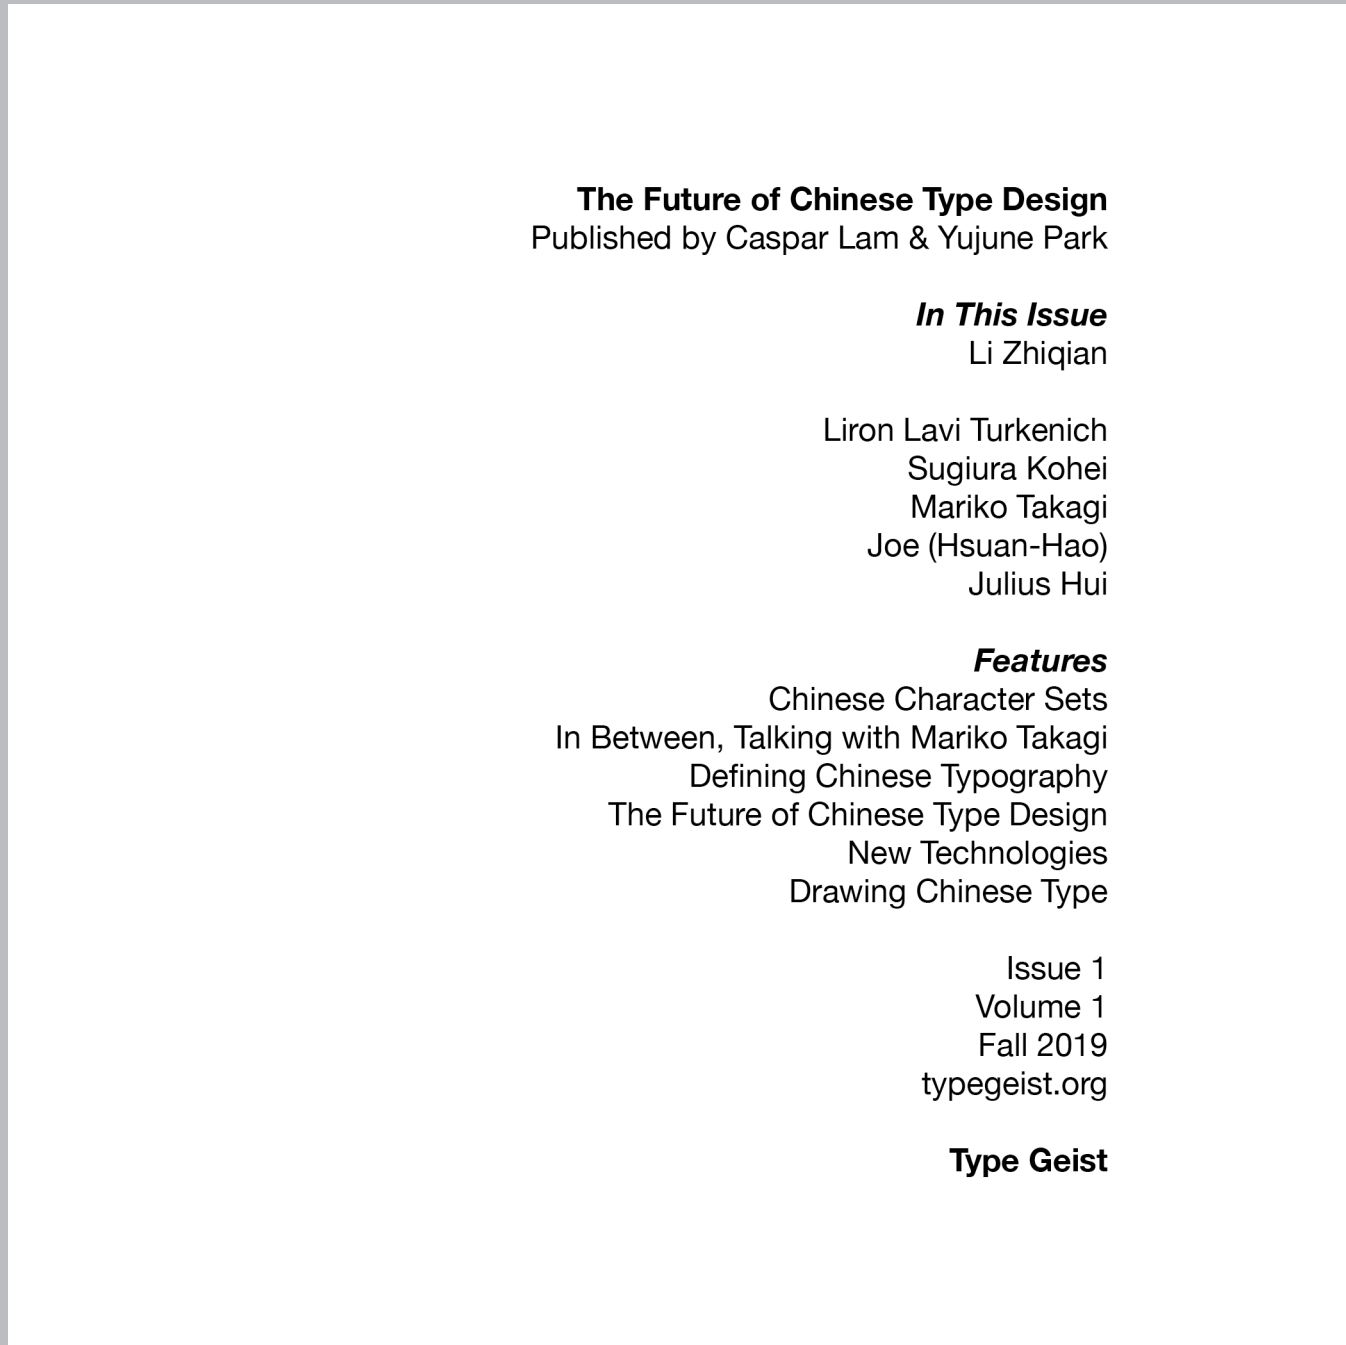 The Future of Chinese Type Design
Published by Caspar Lam & Yujune Park
In This Issue
Li Zhiqian
Liron Lavi Turkenich
Sugiura Kohei
Mariko Takagi
Joe (Hsuan-Hao)
Julius Hui
Features
Chinese Character Sets
In Between, Talking with Mariko Takagi
Defining Chinese Typography
The Future of Chinese Type Design
New Technologies
Drawing Chinese Type
Issue 1
Volume 1
Fall 2019
typegeist.org
Type Geist